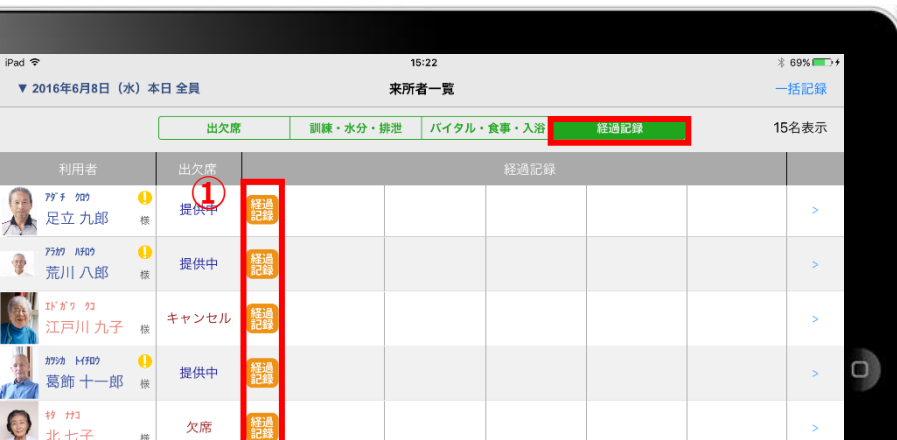 iPad 15:22 69%
▼ 2016年6月8日（水）本日 全員 来所者一覧 一括記録
出欠席 訓練・水分・排泄 バイタル・食事・入浴 経過記録 15名表示
利用者 出欠席 経過記録
①
ｱﾀﾞﾁ ｸﾛｳ
足立 九郎 様 提供中 経過記録 >
ｱﾗｶﾜ ﾊﾁﾛｳ
荒川 八郎 様 提供中 経過記録 >
ｴﾄﾞｶﾞﾜ ｸｺ
江戸川 九子 様 キャンセル 経過記録 >
ｶﾂｼｶ ﾄｲﾁﾛｳ
葛飾 十一郎 様 提供中 経過記録 >
ｷﾀ ﾅﾅｺ
北 七子 様 欠席 経過記録 >